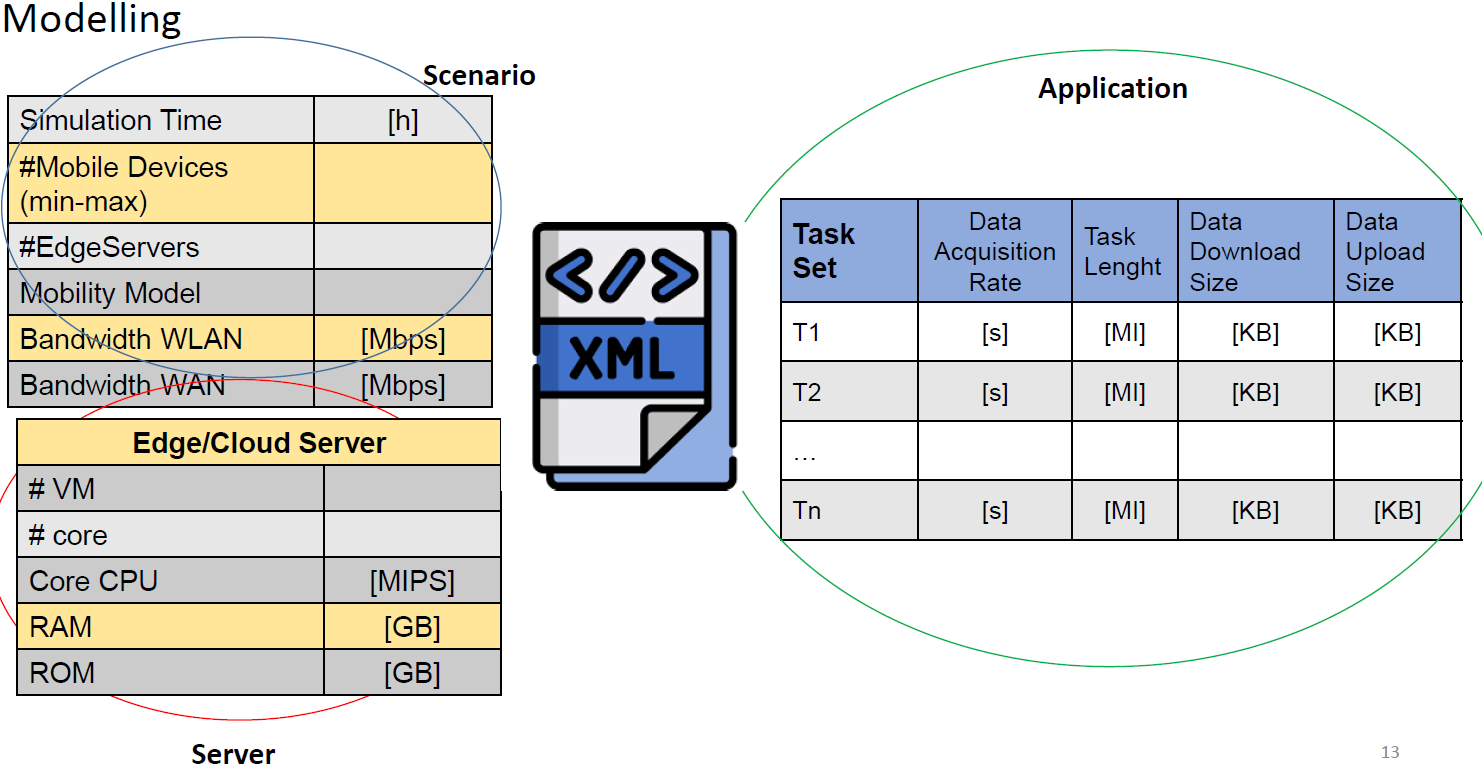 Modelling
Scenario
Simulation Time [h]
#Mobile Devices
(min-max)
#EdgeServers
Mobility Model
Bandwidth WLAN [Mbps]
Bandwidth WAN [Mbps]
Edge/Cloud Server
# VM
# core
Core CPU [MIPS]
RAM [GB]
ROM [GB]
Server
</>
XML
Application
Task
Set
Data
Acquisition
Rate
Task
Lenght
Data
Download
Size
Data
Upload
Size
T1 [s] [MI] [KB] [KB]
T2 [s] [MI] [KB] [KB]
...
Tn [s] [MI] [KB] [KB]
13